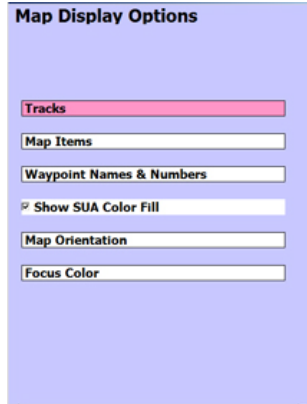 Map Display Options
Tracks
Map Items
Waypoint Names & Numbers
Show SUA Color Fill
Map Orientation
Focus Color